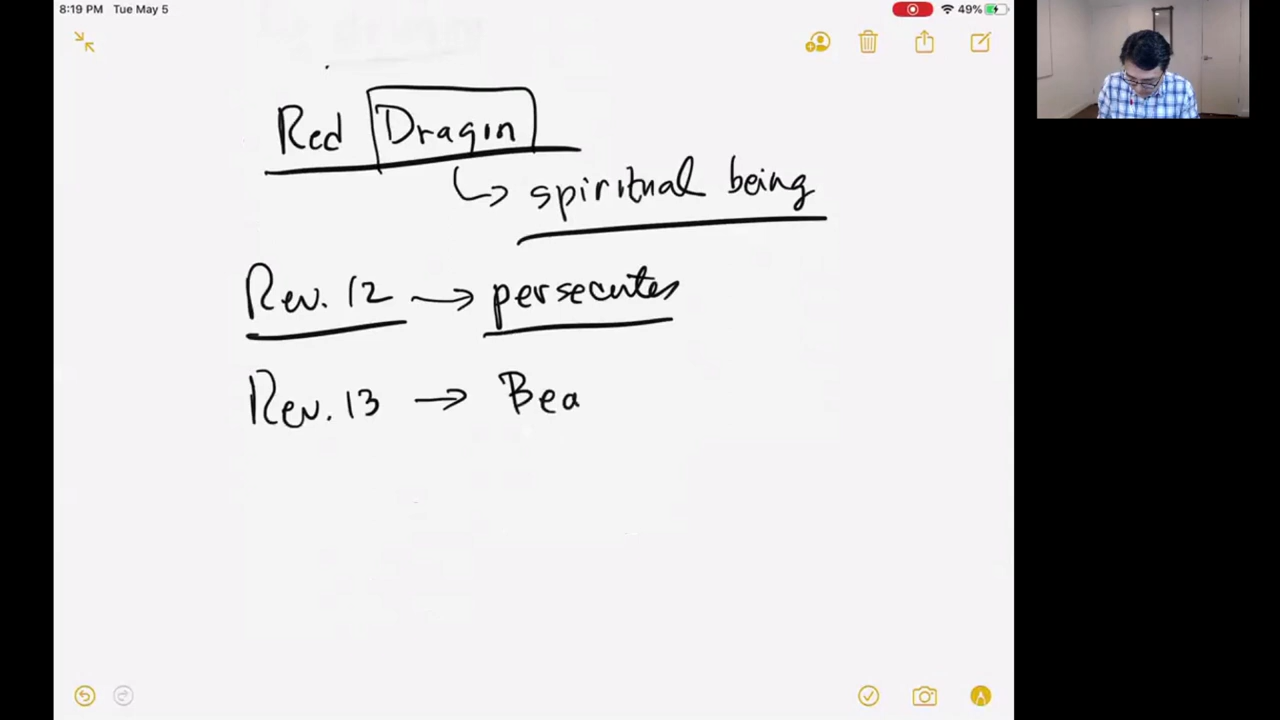 8:19 PM Tue May 5
49%
Red Dragon
↳ spiritual being
Rev. 12 → persecutes
Rev. 13 → Bea